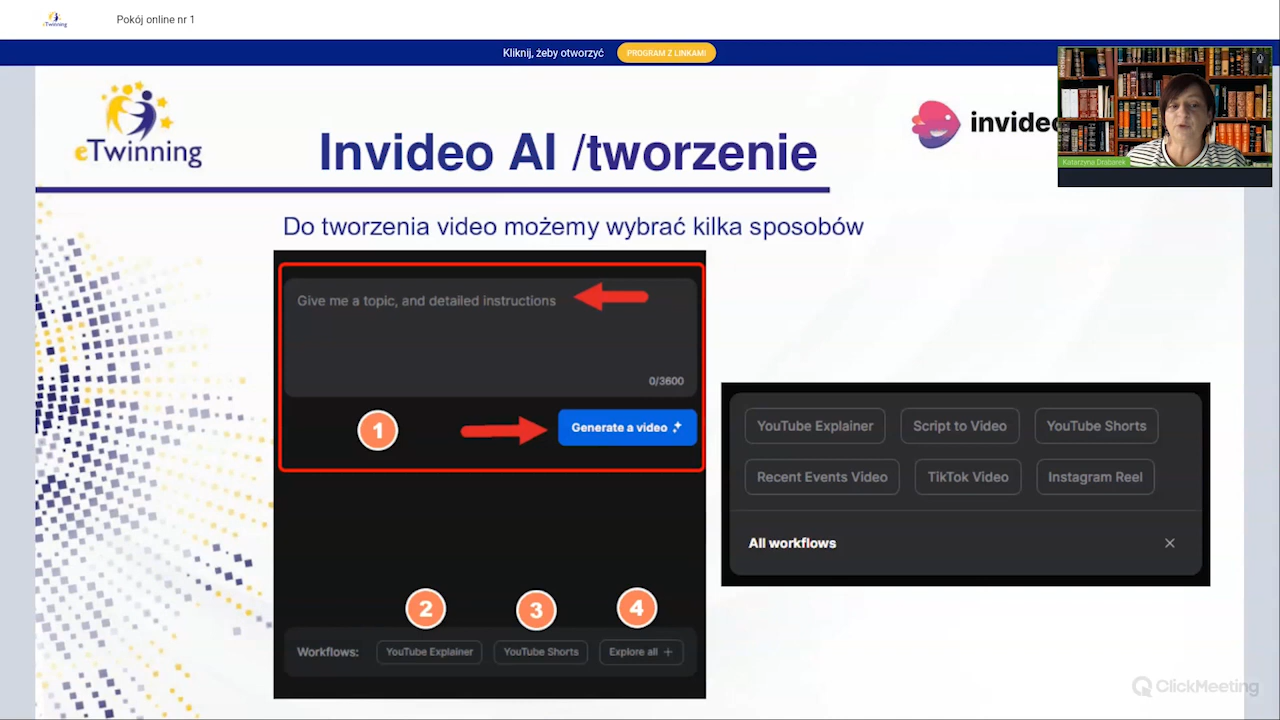 eTwinning
Pokój online nr 1
Kliknij, żeby otworzyć
PROGRAM Z LINKAMI
eTwinning
Invideo AI /tworzenie
invideo
Katarzyna Drabarek
Do tworzenia video możemy wybrać kilka sposobów
Give me a topic, and detailed instructions
0/3600
1
Generate a video
2
3
4
Workflows:
YouTube Explainer
YouTube Shorts
Explore all +
YouTube Explainer
Script to Video
YouTube Shorts
Recent Events Video
TikTok Video
Instagram Reel
All workflows
ClickMeeting